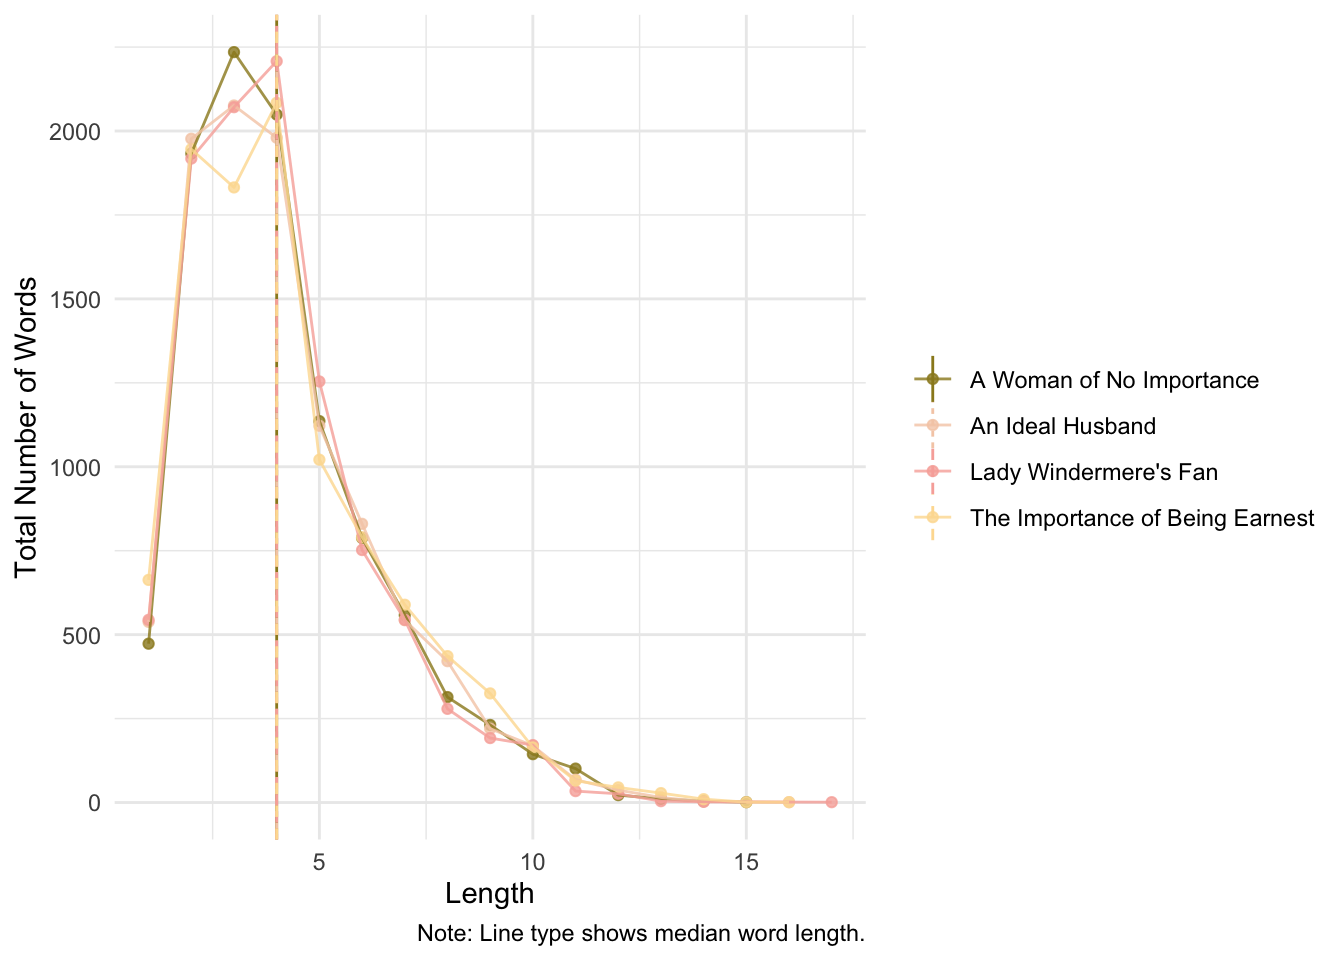 Total Number of Words
2000
1500
1000
500
0
5
10
15
Length
Note: Line type shows median word length.
A Woman of No Importance
An Ideal Husband
Lady Windermere's Fan
The Importance of Being Earnest